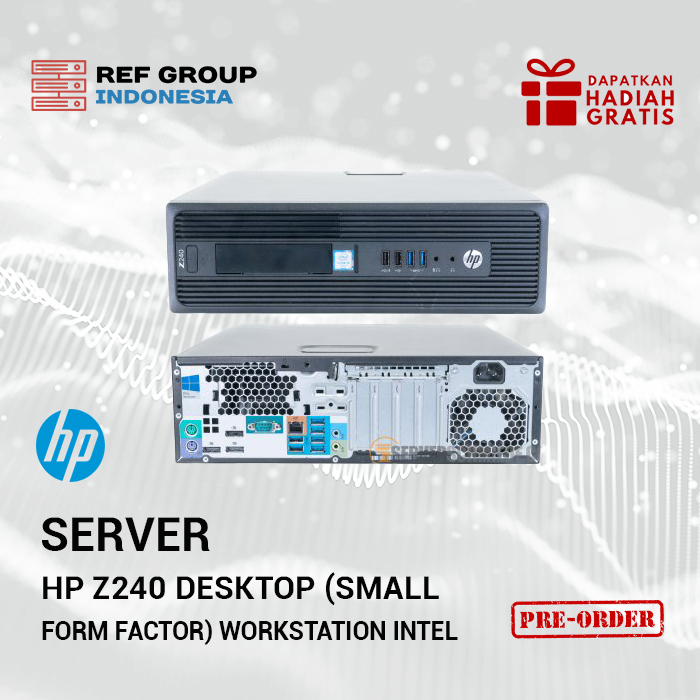 REF GROUP
INDONESIA
DAPATKAN
HADIAH
GRATIS
Z240
hp
hp
SERVER
HP Z240 DESKTOP (SMALL
FORM FACTOR) WORKSTATION INTEL
PRE-ORDER